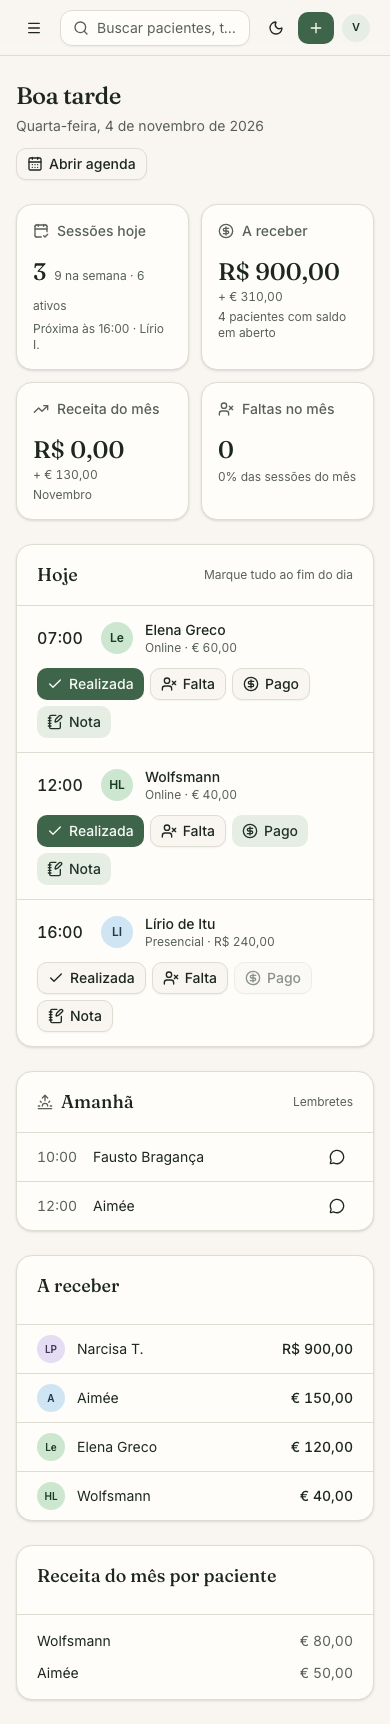 Buscar pacientes, t...
V
Boa tarde
Quarta-feira, 4 de novembro de 2026
Abrir agenda
Sessões hoje
3 9 na semana · 6
ativos
Próxima às 16:00 · Lírio
I.
A receber
R$ 900,00
+ € 310,00
4 pacientes com saldo
em aberto
Receita do mês
R$ 0,00
+ € 130,00
Novembro
Faltas no mês
0
0% das sessões do mês
Hoje
Marque tudo ao fim do dia
07:00
Le
Elena Greco
Online · € 60,00
Realizada
Falta
Pago
Nota
12:00
HL
Wolfsmann
Online · € 40,00
Realizada
Falta
Pago
Nota
16:00
LI
Lírio de Itu
Presencial · R$ 240,00
Realizada
Falta
Pago
Nota
Amanhã
Lembretes
10:00 Fausto Bragança
12:00 Aimée
A receber
LP Narcisa T. R$ 900,00
A Aimée € 150,00
Le Elena Greco € 120,00
HL Wolfsmann € 40,00
Receita do mês por paciente
Wolfsmann € 80,00
Aimée € 50,00